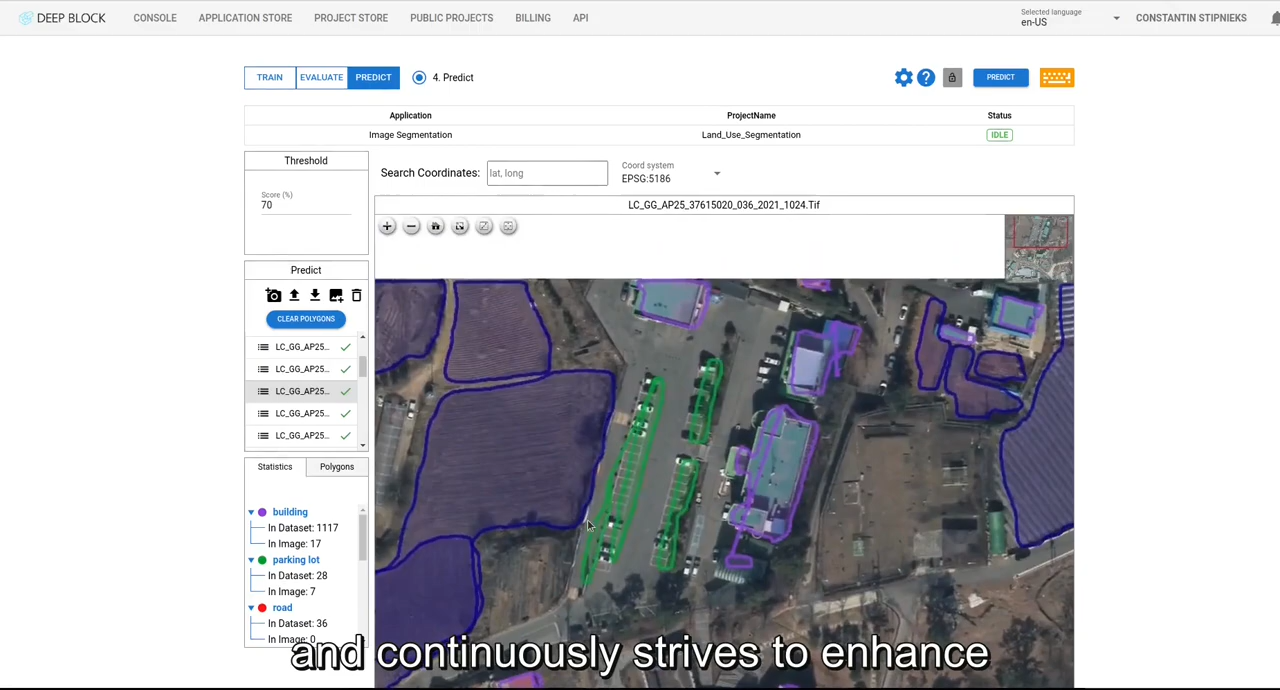 DEEP BLOCK
CONSOLE
APPLICATION STORE
PROJECT STORE
PUBLIC PROJECTS
BILLING
API
Selected language
en-US
CONSTANTIN STIPNIEKS
TRAIN
EVALUATE
PREDICT
4. Predict
PREDICT
Application
ProjectName
Status
Image Segmentation
Land_Use_Segmentation
IDLE
Threshold
Score (%)
70
Search Coordinates:
lat, long
Coord system
EPSG:5186
LC_GG_AP25_37615020_036_2021_1024.Tif
Predict
CLEAR POLYGONS
LC_GG_AP25...
LC_GG_AP25...
LC_GG_AP25...
LC_GG_AP25...
LC_GG_AP25...
Statistics
Polygons
building
In Dataset: 1117
In Image: 17
parking lot
In Dataset: 28
In Image: 7
road
In Dataset: 36
In Image: 0
and continuously strives to enhance